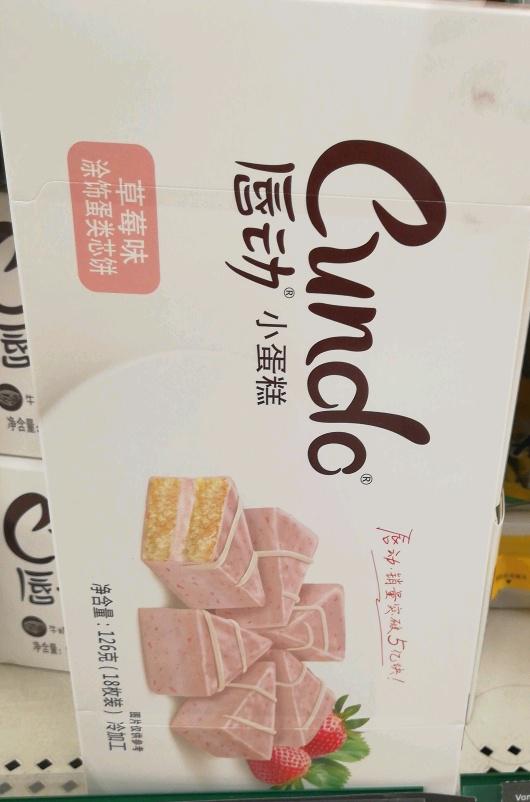 Cundo®
唇动® 小蛋糕
草莓味
涂饰蛋类芯饼
唇动·销量突破5亿块!
图片仅供参考
净含量:126克(18枚装) 冷加工